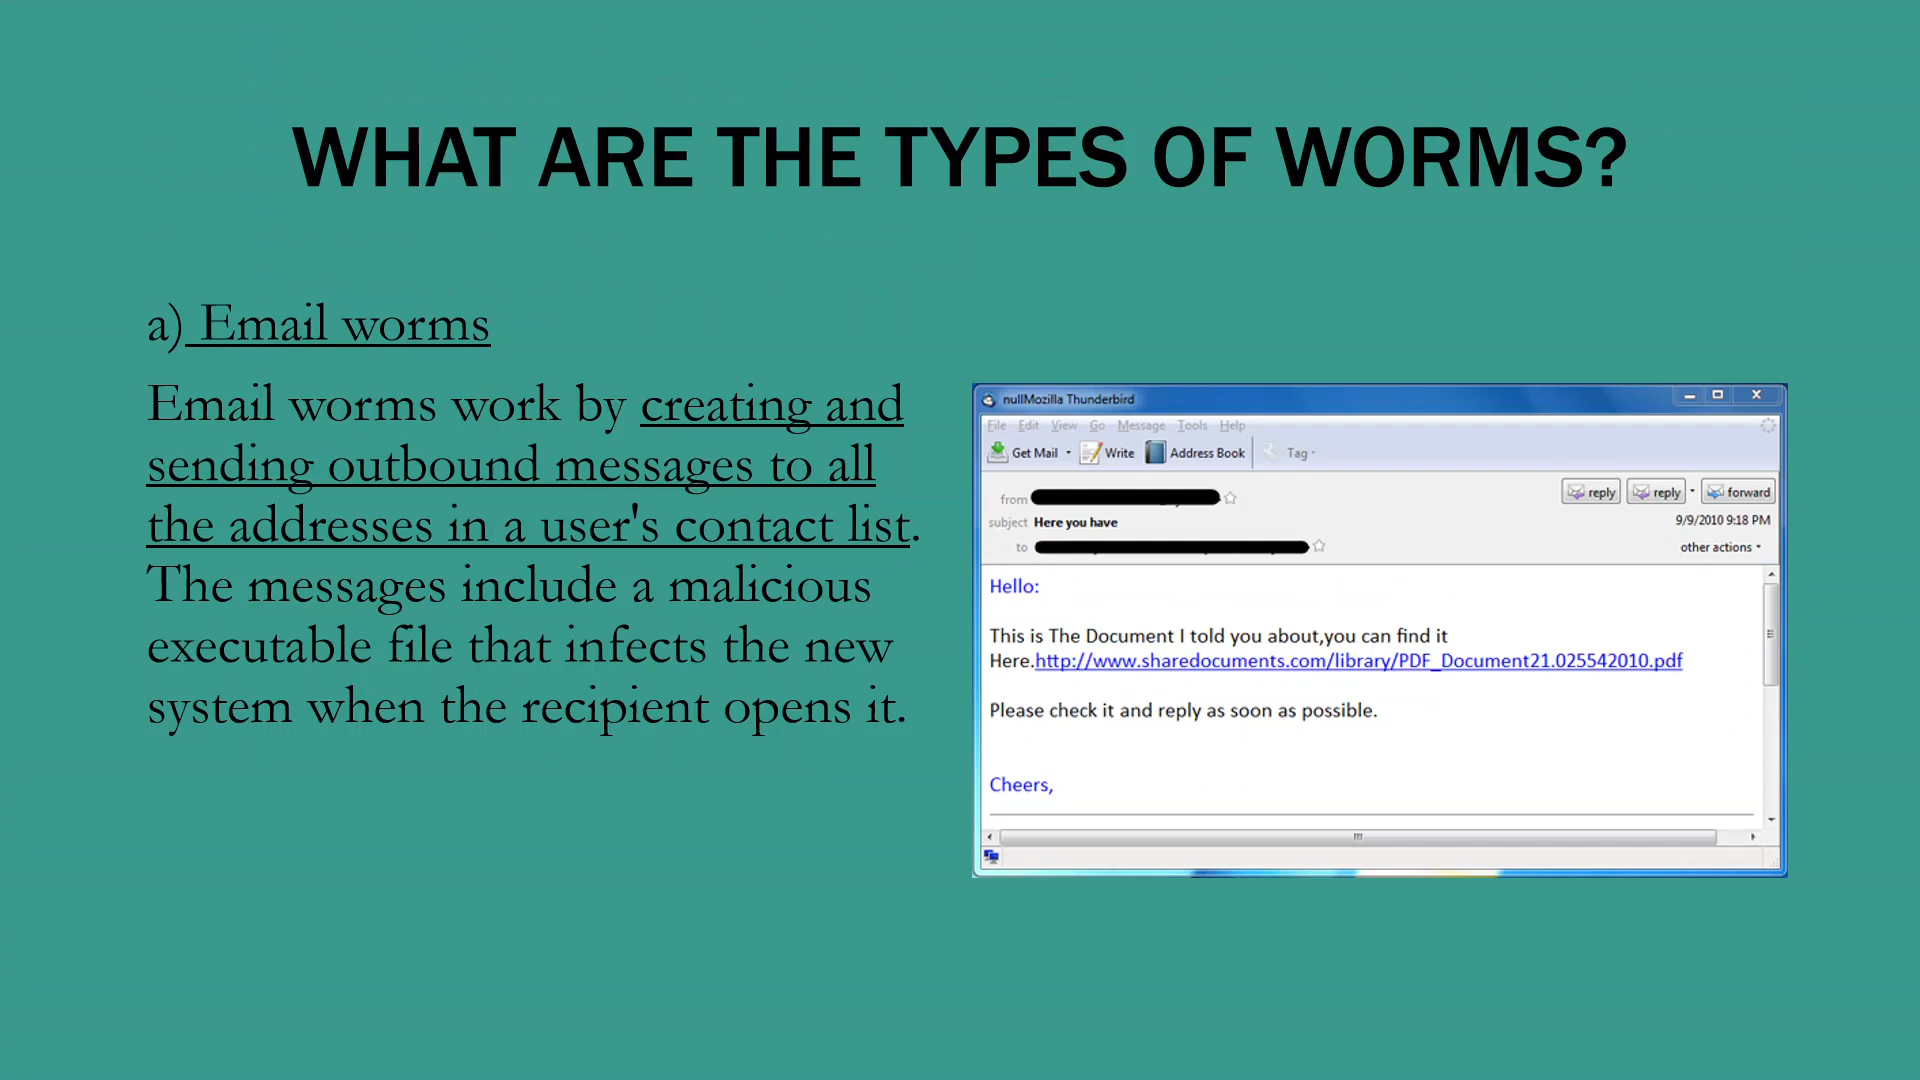 WHAT ARE THE TYPES OF WORMS?
a) Email worms
Email worms work by creating and
sending outbound messages to all
the addresses in a user's contact list.
The messages include a malicious
executable file that infects the new
system when the recipient opens it.
nullMozilla Thunderbird
File Edit View Go Message Tools Help
Get Mail Write Address Book Tag
from reply reply forward
subject Here you have 9/9/2010 9:18 PM
to other actions
Hello:
This is The Document I told you about,you can find it
Here.http://www.sharedocuments.com/library/PDF_Document21.025542010.pdf
Please check it and reply as soon as possible.
Cheers,